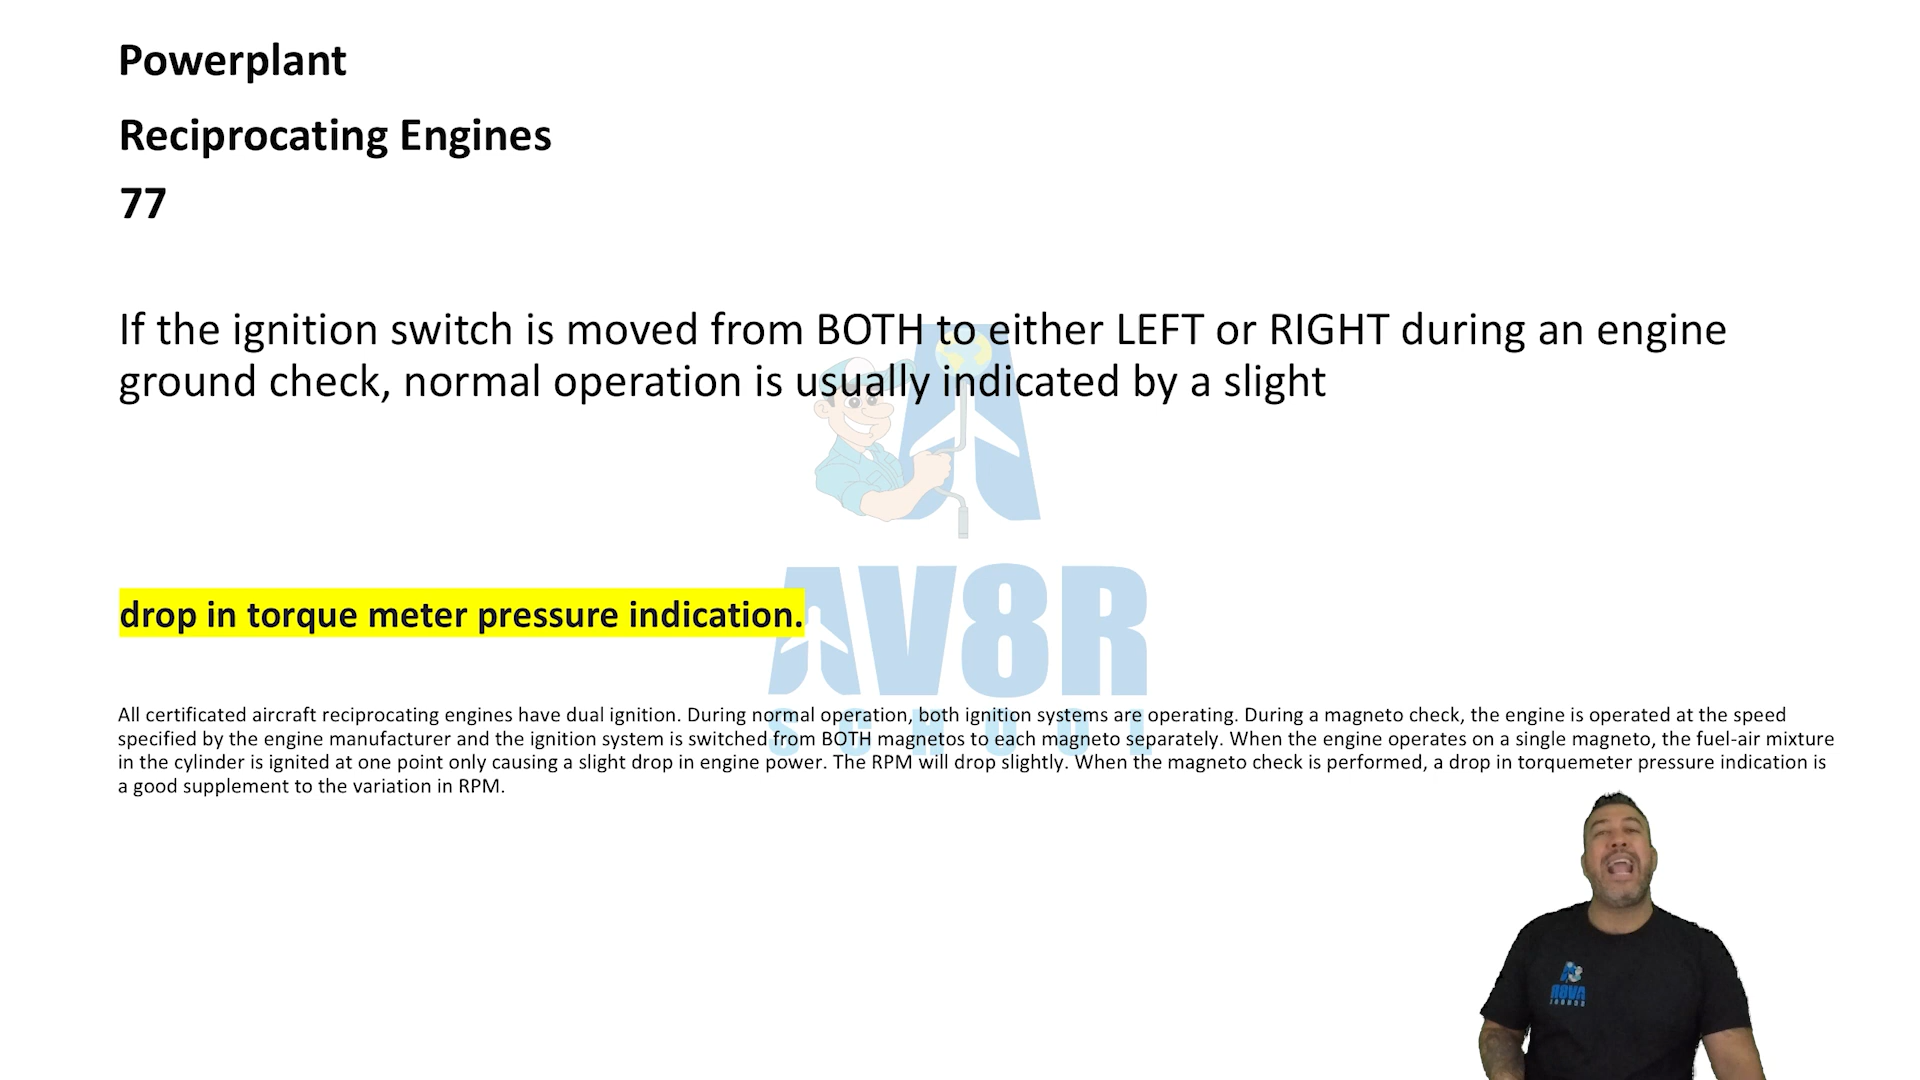 Powerplant
Reciprocating Engines
77
If the ignition switch is moved from BOTH to either LEFT or RIGHT during an engine
ground check, normal operation is usually indicated by a slight
drop in torque meter pressure indication.
AV8R
SCHOOL
All certificated aircraft reciprocating engines have dual ignition. During normal operation, both ignition systems are operating. During a magneto check, the engine is operated at the speed
specified by the engine manufacturer and the ignition system is switched from BOTH magnetos to each magneto separately. When the engine operates on a single magneto, the fuel-air mixture
in the cylinder is ignited at one point only causing a slight drop in engine power. The RPM will drop slightly. When the magneto check is performed, a drop in torquemeter pressure indication is
a good supplement to the variation in RPM.